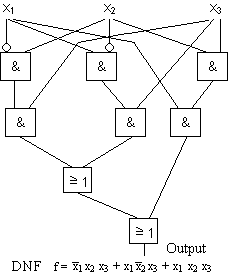 x₁ x₂ x₃
& & &
& & &
≥ 1
≥ 1
Output
DNF f = x̅₁ x₂ x₃ + x₁ x̅₂ x₃ + x₁ x₂ x₃